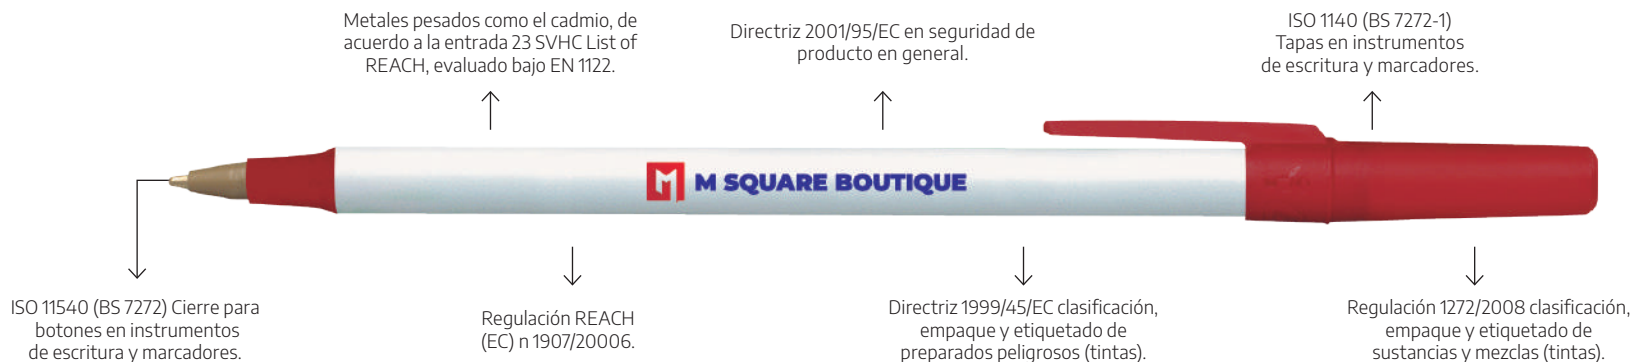 Metales pesados como el cadmio, de
acuerdo a la entrada 23 SVHC List of
REACH, evaluado bajo EN 1122.
Directriz 2001/95/EC en seguridad de
producto en general.
ISO 1140 (BS 7272-1)
Tapas en instrumentos
de escritura y marcadores.
M SQUARE BOUTIQUE
ISO 11540 (BS 7272) Cierre para
botones en instrumentos
de escritura y marcadores.
Regulación REACH
(EC) n 1907/20006.
Directriz 1999/45/EC clasificación,
empaque y etiquetado de
preparados peligrosos (tintas).
Regulación 1272/2008 clasificación,
empaque y etiquetado de
sustancias y mezclas (tintas).